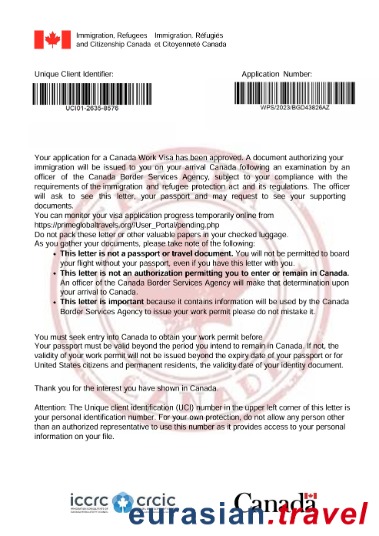 Immigration, Refugees Immigration, Réfugiés
and Citizenship Canada et Citoyenneté Canada
Unique Client Identifier:
Application Number:
UCI01-2635-8576
WPS/2023/BGD43826AZ
Your application for a Canada Work Visa has been approved. A document authorizing your
immigration will be issued to you on your arrival Canada following an examination by an
officer of the Canada Border Services Agency, subject to your compliance with the
requirements of the immigration and refugee protection act and its regulations. The officer
will ask to see this letter, your passport and may request to see your supporting
documents.
You can monitor your visa application progress temporarily online from
https://primeglobaltravels.org//User_Portal/pending.php
Do not pack these letter or other valuable papers in your checked luggage.
As you gather your documents, please take note of the following:
• This letter is not a passport or travel document. You will not be permitted to board
your flight without your passport, even if you have this letter with you.
• This letter is not an authorization permitting you to enter or remain in Canada.
An officer of the Canada Border Services Agency will make that determination upon
your arrival to Canada.
• This letter is important because it contains information will be used by the Canada
Border Services Agency to issue your work permit please do not mistake it.
You must seek entry into Canada to obtain your work permit before
Your passport must be valid beyond the period you intend to remain in Canada. If not, the
validity of your work permit will not be issued beyond the expiry date of your passport or for
United States citizens and permanent residents, the validity date of your identity document.
Thank you for the interest you have shown in Canada
Attention: The Unique client identification (UCI) number in the upper left corner of this letter is
your personal identification number. For your own protection, do not allow any other person
other than an authorized representative to use this number as it provides access to your personal
information on your file.
iccrc crcic
Canada
eurasian.travel
CANADA